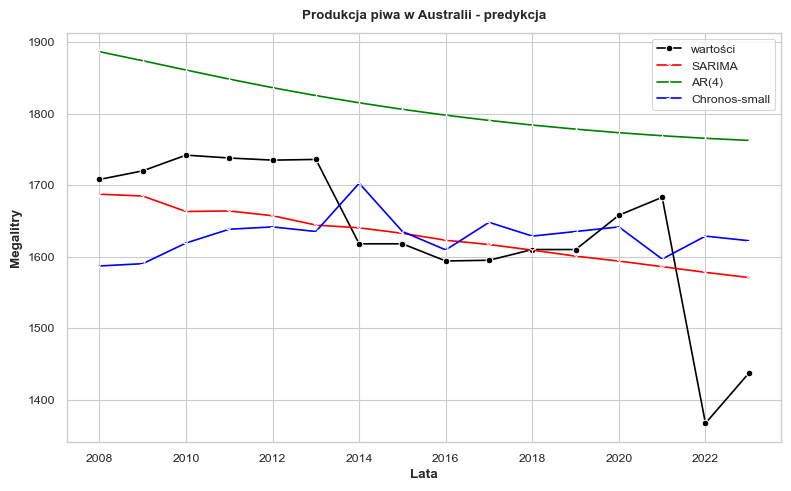 Produkcja piwa w Australii - predykcja
wartości
SARIMA
AR(4)
Chronos-small
Megalitry
1900
1800
1700
1600
1500
1400
2008 2010 2012 2014 2016 2018 2020 2022
Lata